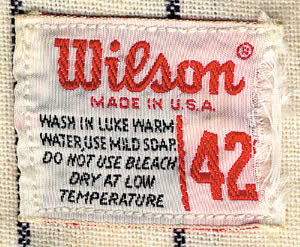 Wilson®
MADE IN U.S.A.
WASH IN LUKE WARM
WATER, USE MILD SOAP.
DO NOT USE BLEACH
DRY AT LOW
TEMPERATURE
42